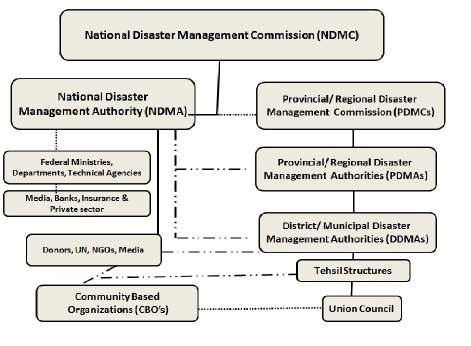 National Disaster Management Commission (NDMC)
National Disaster
Management Authority (NDMA)
Provincial/ Regional Disaster
Management Commission (PDMCs)
Federal Ministries,
Departments, Technical Agencies
Provincial/ Regional Disaster
Management Authorities (PDMAs)
Media, Banks, Insurance &
Private sector
District/ Municipal Disaster
Management Authorities (DDMAs)
Donors, UN, NGOs, Media
Tehsil Structures
Community Based
Organizations (CBO's)
Union Council